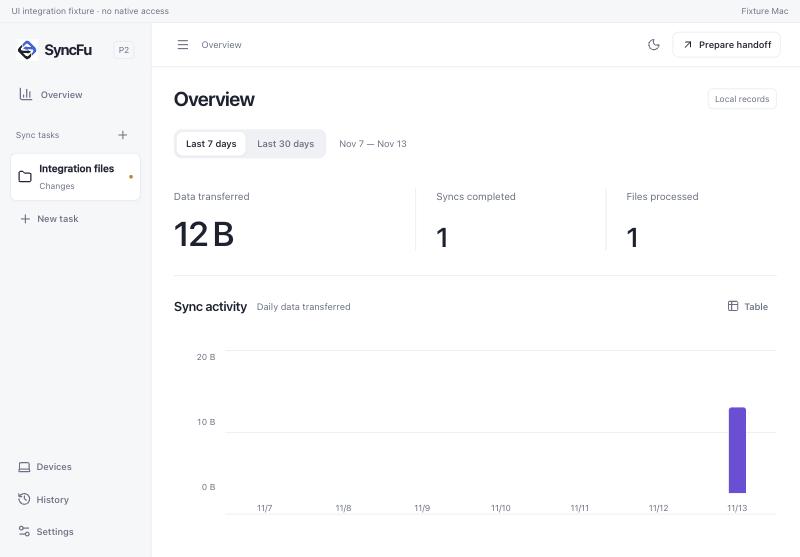 UI integration fixture · no native access
Fixture Mac
SyncFu
P2
Overview
Sync tasks
Integration files
Changes
New task
Devices
History
Settings
Overview
Prepare handoff
Overview
Local records
Last 7 days
Last 30 days
Nov 7 — Nov 13
Data transferred
12 B
Syncs completed
1
Files processed
1
Sync activity
Daily data transferred
Table
20 B
10 B
0 B
11/7
11/8
11/9
11/10
11/11
11/12
11/13